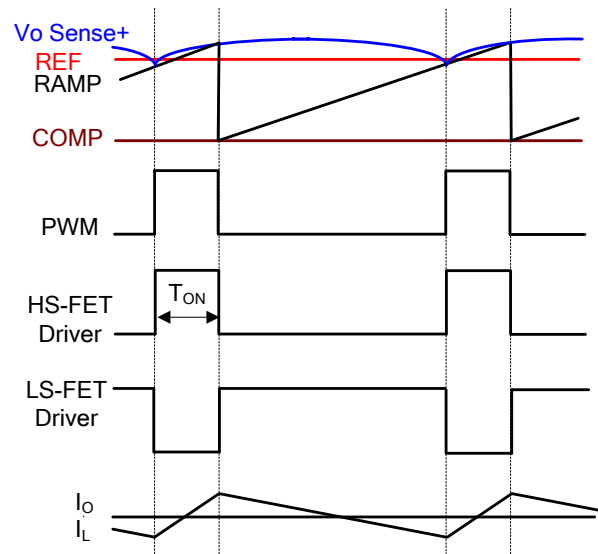 Vo Sense+
REF
RAMP
COMP
PWM
HS-FET
Driver
TON
LS-FET
Driver
IO
IL